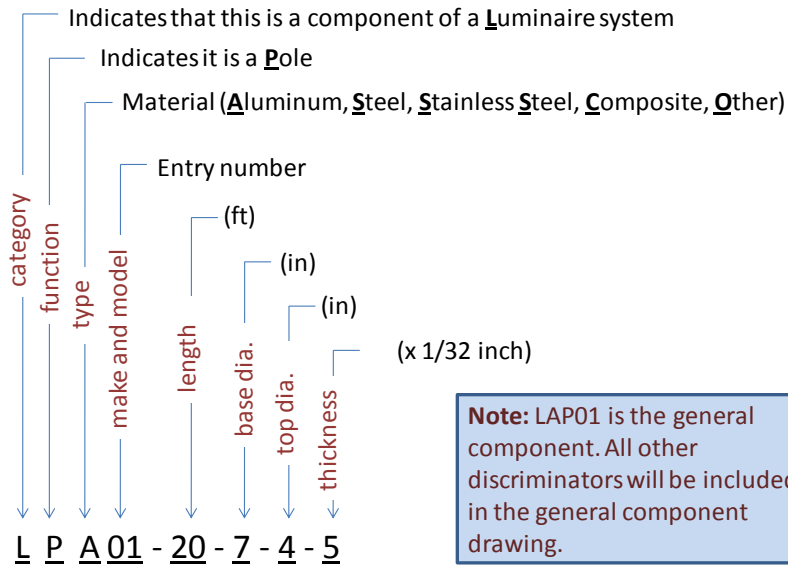 Indicates that this is a component of a Luminaire system
Indicates it is a Pole
Material (Aluminum, Steel, Stainless Steel, Composite, Other)
Entry number
(ft)
(in)
(in)
(x 1/32 inch)
category
function
type
make and model
length
base dia.
top dia.
thickness
Note: LAP01 is the general
component. All other
discriminators will be included
in the general component
drawing.
L P A 01 - 20 - 7 - 4 - 5